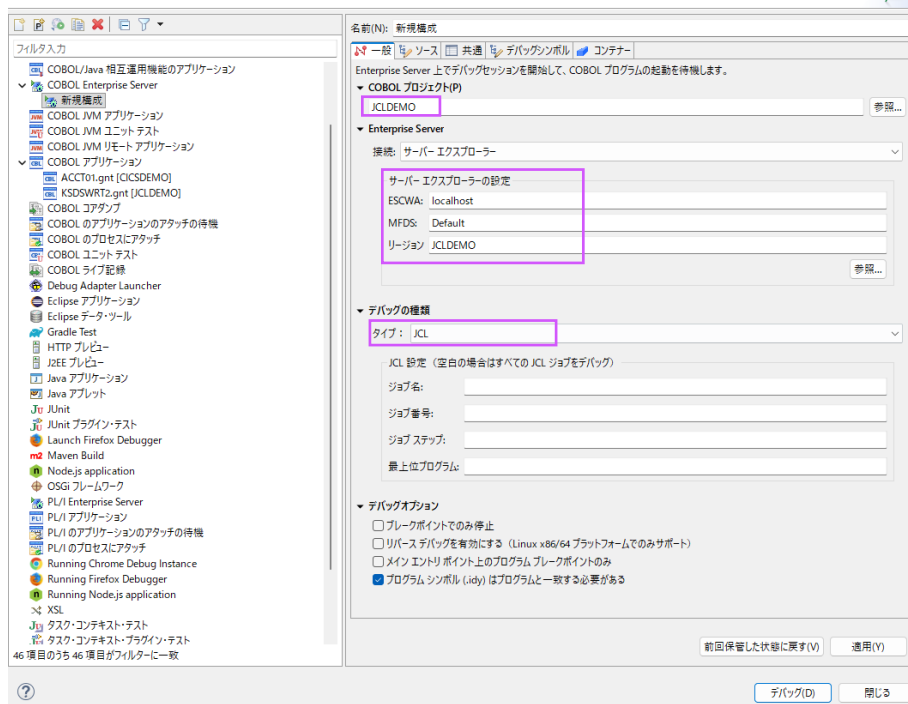 フィルタ入力
COBOL/Java 相互運用機能のアプリケーション
COBOL Enterprise Server
新規構成
COBOL JVM アプリケーション
COBOL JVM ユニット テスト
COBOL JVM リモート アプリケーション
COBOL アプリケーション
ACCT01.gnt [CICSDEMO]
KSDSWRT2.gnt [JCLDEMO]
COBOL コアダンプ
COBOL のアプリケーションのアタッチの待機
COBOL のプロセスにアタッチ
COBOL ユニット テスト
COBOL ライブ記録
Debug Adapter Launcher
Eclipse アプリケーション
Eclipse データ・ツール
Gradle Test
HTTP プレビュー
J2EE プレビュー
Java アプリケーション
Java アプレット
JUnit
JUnit プラグイン・テスト
Launch Firefox Debugger
Maven Build
Node.js application
OSGi フレームワーク
PL/I Enterprise Server
PL/I アプリケーション
PL/I のアプリケーションのアタッチの待機
PL/I のプロセスにアタッチ
Running Chrome Debug Instance
Running Firefox Debugger
Running Node.js application
XSL
タスク・コンテキスト・テスト
タスク・コンテキスト・プラグイン・テスト
46 項目のうち 46 項目がフィルターに一致
名前(N): 新規構成
一般 ソース 共通 デバッグシンボル コンテナー
Enterprise Server 上でデバッグセッションを開始して、COBOL プログラムの起動を待機します。
COBOL プロジェクト(P)
JCLDEMO 参照...
Enterprise Server
接続: サーバー エクスプローラー
サーバー エクスプローラーの設定
ESCWA: localhost
MFDS: Default
リージョン JCLDEMO
参照...
デバッグの種類
タイプ： JCL
JCL 設定（空白の場合はすべての JCL ジョブをデバッグ）
ジョブ名:
ジョブ番号:
ジョブ ステップ:
最上位プログラム:
デバッグオプション
ブレークポイントでのみ停止
リバース デバッグを有効にする（Linux x86/64 プラットフォームでのみサポート）
メイン エントリ ポイント上のプログラム ブレークポイントのみ
プログラム シンボル (.idy) はプログラムと一致する必要がある
前回保管した状態に戻す(V) 適用(Y)
デバッグ(D) 閉じる